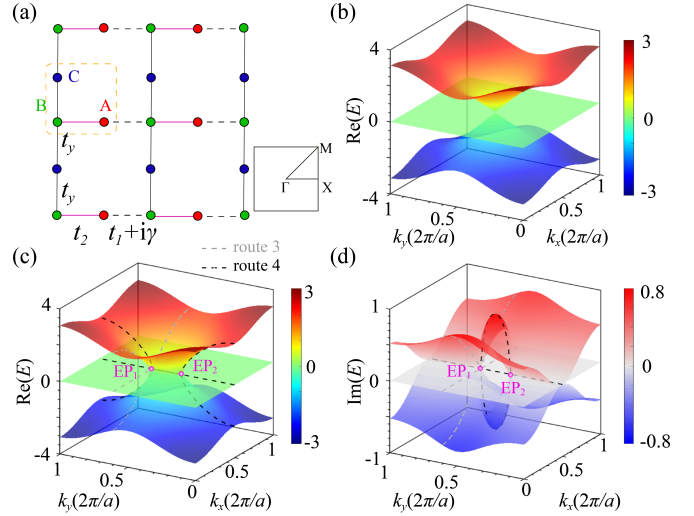 (a)
C
B
A
t_y
t_y
t_2 t_1+iγ
M
Γ X
(b)
4
0
-4
Re(E)
1
0.5
0
k_y(2π/a)
0.5
1
k_x(2π/a)
3
0
-3
route 3
route 4
(c)
4
0
-4
Re(E)
EP_1
EP_2
1
0.5
0
k_y(2π/a)
0.5
1
k_x(2π/a)
3
0
-3
(d)
1
0
-1
Im(E)
EP_1
EP_2
1
0.5
0
k_y(2π/a)
0.5
1
k_x(2π/a)
0.8
0
-0.8